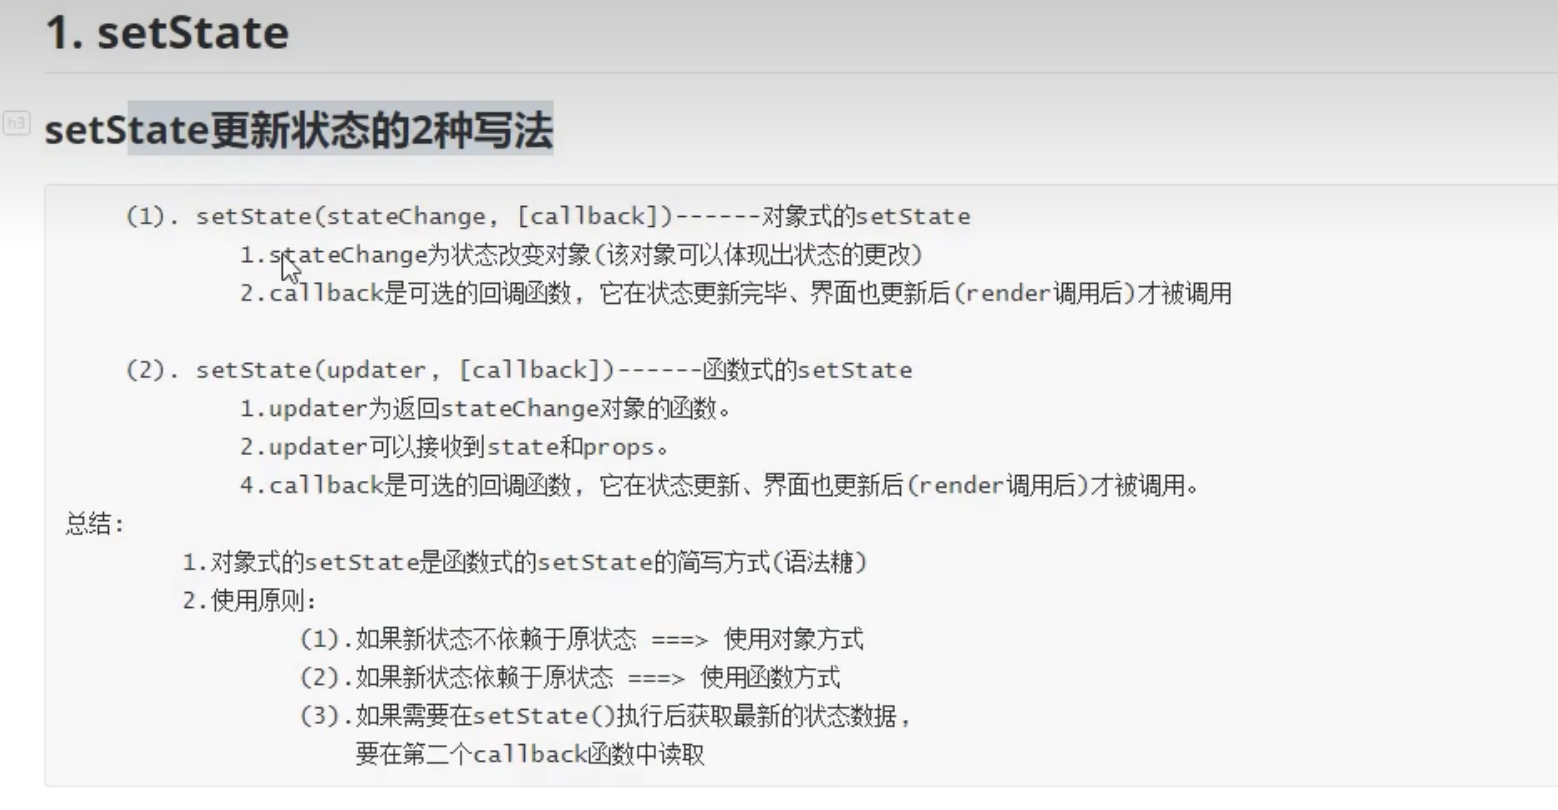 1. setState
h3
setState更新状态的2种写法
(1). setState(stateChange, [callback])------对象式的setState
1.stateChange为状态改变对象(该对象可以体现出状态的更改)
2.callback是可选的回调函数, 它在状态更新完毕、界面也更新后(render调用后)才被调用
(2). setState(updater, [callback])------函数式的setState
1.updater为返回stateChange对象的函数。
2.updater可以接收到state和props。
4.callback是可选的回调函数, 它在状态更新、界面也更新后(render调用后)才被调用。
总结:
1.对象式的setState是函数式的setState的简写方式(语法糖)
2.使用原则:
(1).如果新状态不依赖于原状态 ===> 使用对象方式
(2).如果新状态依赖于原状态 ===> 使用函数方式
(3).如果需要在setState()执行后获取最新的状态数据,
要在第二个callback函数中读取